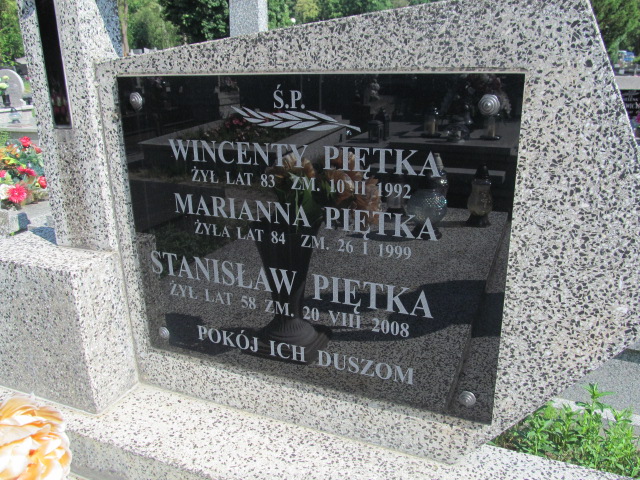 Ś.P.
WINCENTY PIĘTKA
ŻYŁ LAT 83 ZM. 10 II 1992
MARIANNA PIĘTKA
ŻYŁA LAT 84 ZM. 26 I 1999
STANISŁAW PIĘTKA
ŻYŁ LAT 58 ZM. 20 VIII 2008
POKÓJ ICH DUSZOM